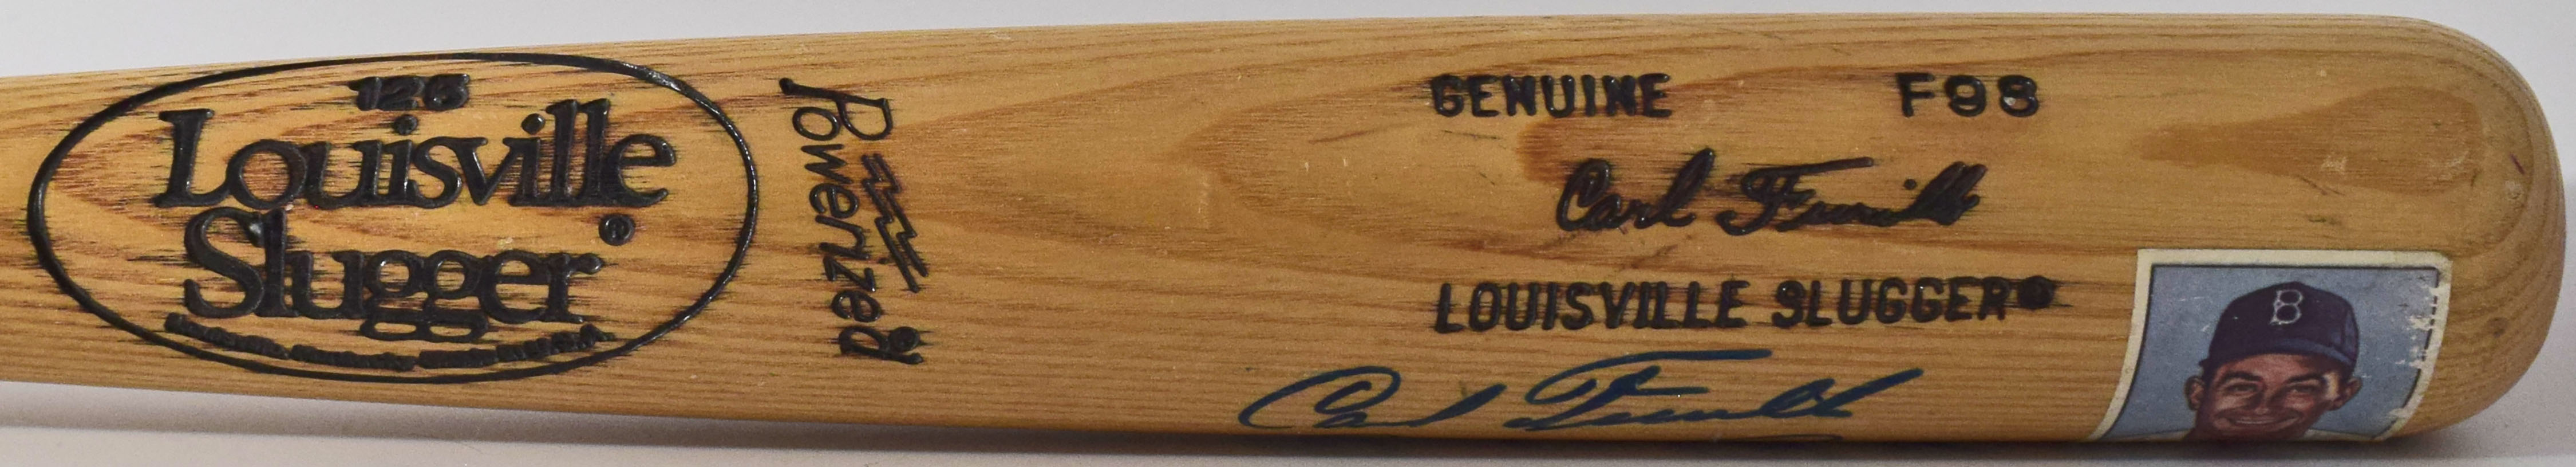 125
Louisville
Slugger®
Powerized®
GENUINE F98
Carl Furillo
LOUISVILLE SLUGGER®
Carl Furillo
B